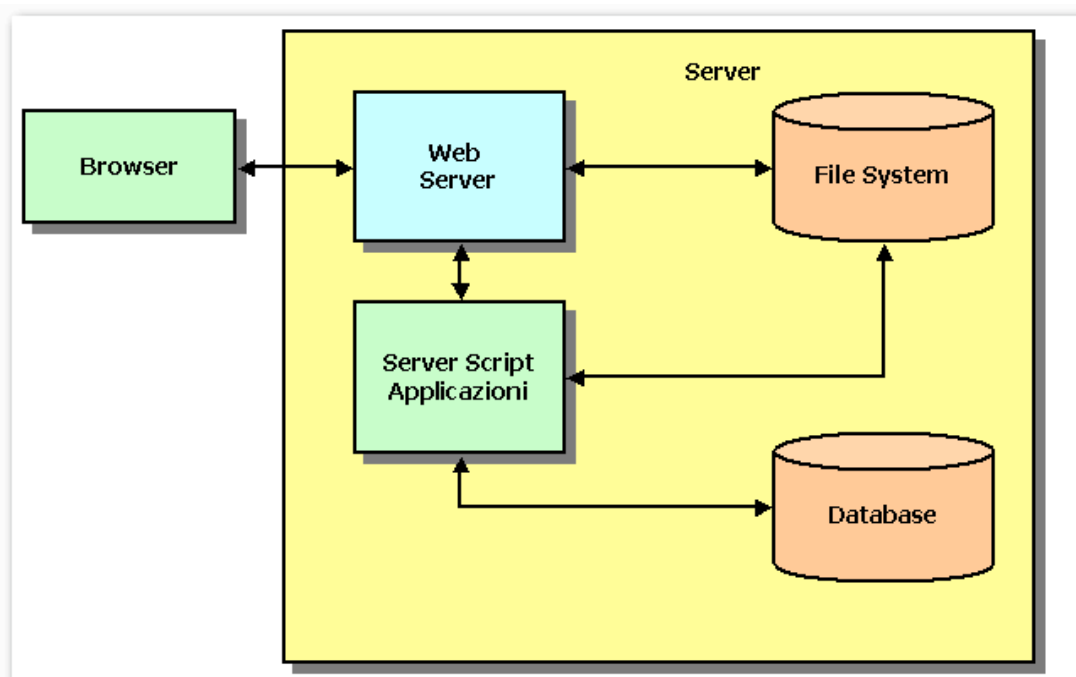 Server
Browser
Web
Server
File System
Server Script
Applicazioni
Database